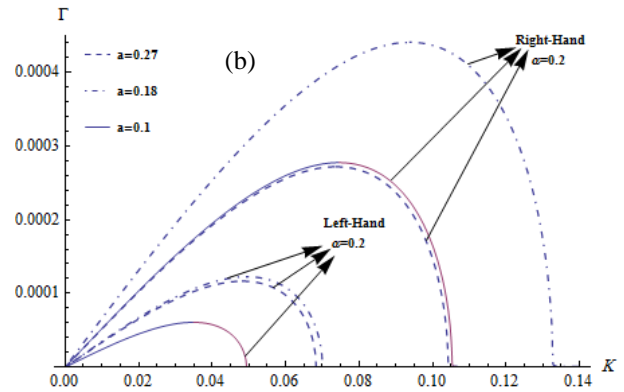 Γ
(b)
a=0.27
a=0.18
a=0.1
Right-Hand
α=0.2
Left-Hand
α=0.2
0.0004
0.0003
0.0002
0.0001
0.00 0.02 0.04 0.06 0.08 0.10 0.12 0.14 K